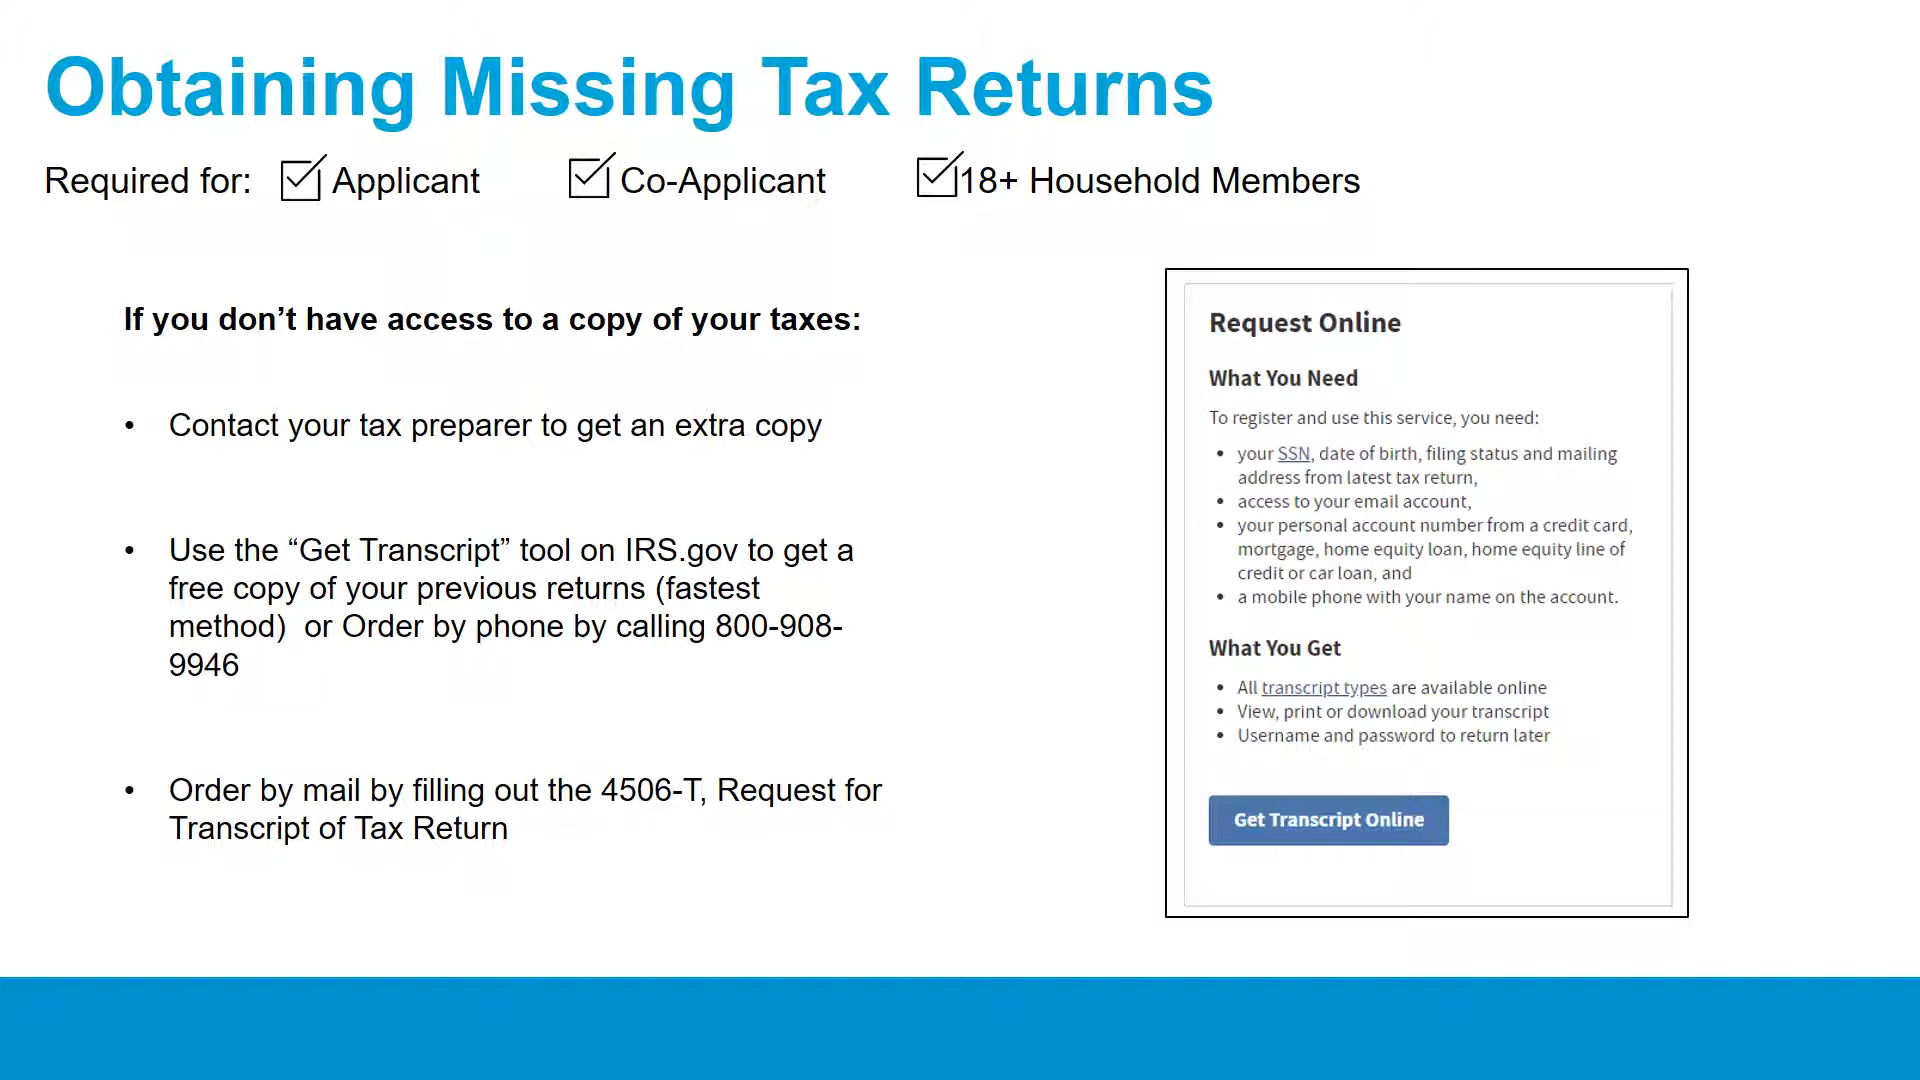 Obtaining Missing Tax Returns
Required for: Applicant Co-Applicant 18+ Household Members
If you don’t have access to a copy of your taxes:
• Contact your tax preparer to get an extra copy
• Use the “Get Transcript” tool on IRS.gov to get a
free copy of your previous returns (fastest
method)  or Order by phone by calling 800-908-
9946
• Order by mail by filling out the 4506-T, Request for
Transcript of Tax Return
Request Online
What You Need
To register and use this service, you need:
• your SSN, date of birth, filing status and mailing
address from latest tax return,
• access to your email account,
• your personal account number from a credit card,
mortgage, home equity loan, home equity line of
credit or car loan, and
• a mobile phone with your name on the account.
What You Get
• All transcript types are available online
• View, print or download your transcript
• Username and password to return later
Get Transcript Online